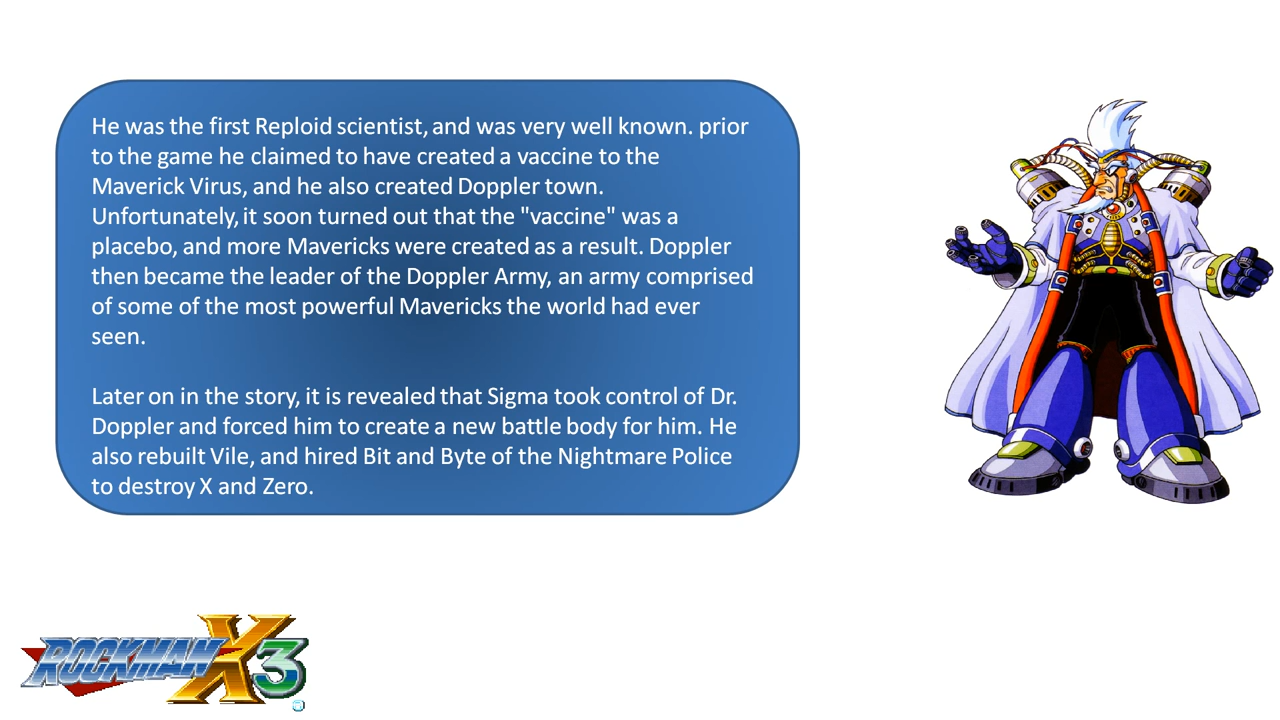 He was the first Reploid scientist, and was very well known. prior
to the game he claimed to have created a vaccine to the
Maverick Virus, and he also created Doppler town.
Unfortunately, it soon turned out that the "vaccine" was a
placebo, and more Mavericks were created as a result. Doppler
then became the leader of the Doppler Army, an army comprised
of some of the most powerful Mavericks the world had ever
seen.
Later on in the story, it is revealed that Sigma took control of Dr.
Doppler and forced him to create a new battle body for him. He
also rebuilt Vile, and hired Bit and Byte of the Nightmare Police
to destroy X and Zero.
ROCKMAN X3